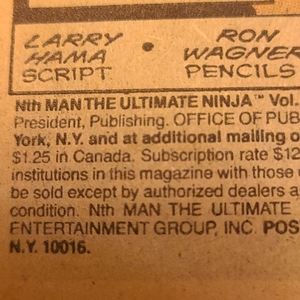 LARRY HAMA SCRIPT • RON WAGNER PENCILS
Nth MAN THE ULTIMATE NINJA™ Vol.
President, Publishing. OFFICE OF PUB
York, N.Y. and at additional mailing o
$1.25 in Canada. Subscription rate $12
institutions in this magazine with those
be sold except by authorized dealers a
condition. Nth MAN THE ULTIMATE
ENTERTAINMENT GROUP, INC. POS
N.Y. 10016.